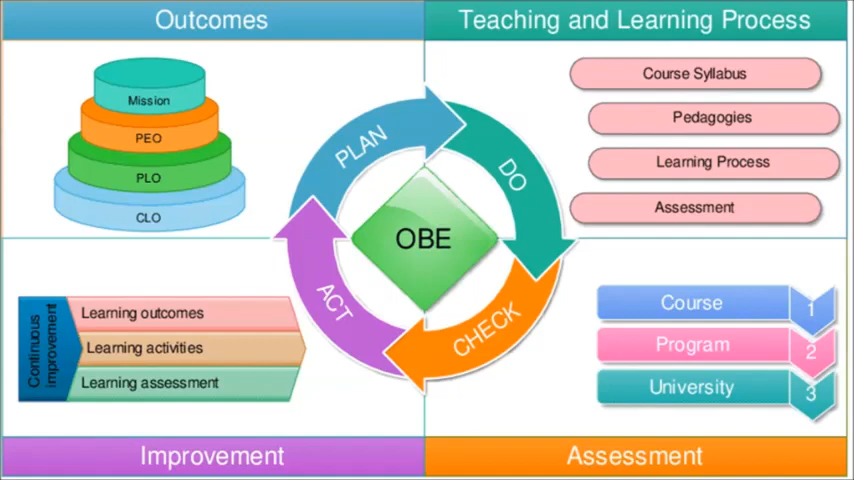 Outcomes
Teaching and Learning Process
Mission
PEO
PLO
CLO
Course Syllabus
Pedagogies
Learning Process
Assessment
PLAN
DO
CHECK
ACT
OBE
Continuous
improvement
Learning outcomes
Learning activities
Learning assessment
Course 1
Program 2
University 3
Improvement
Assessment